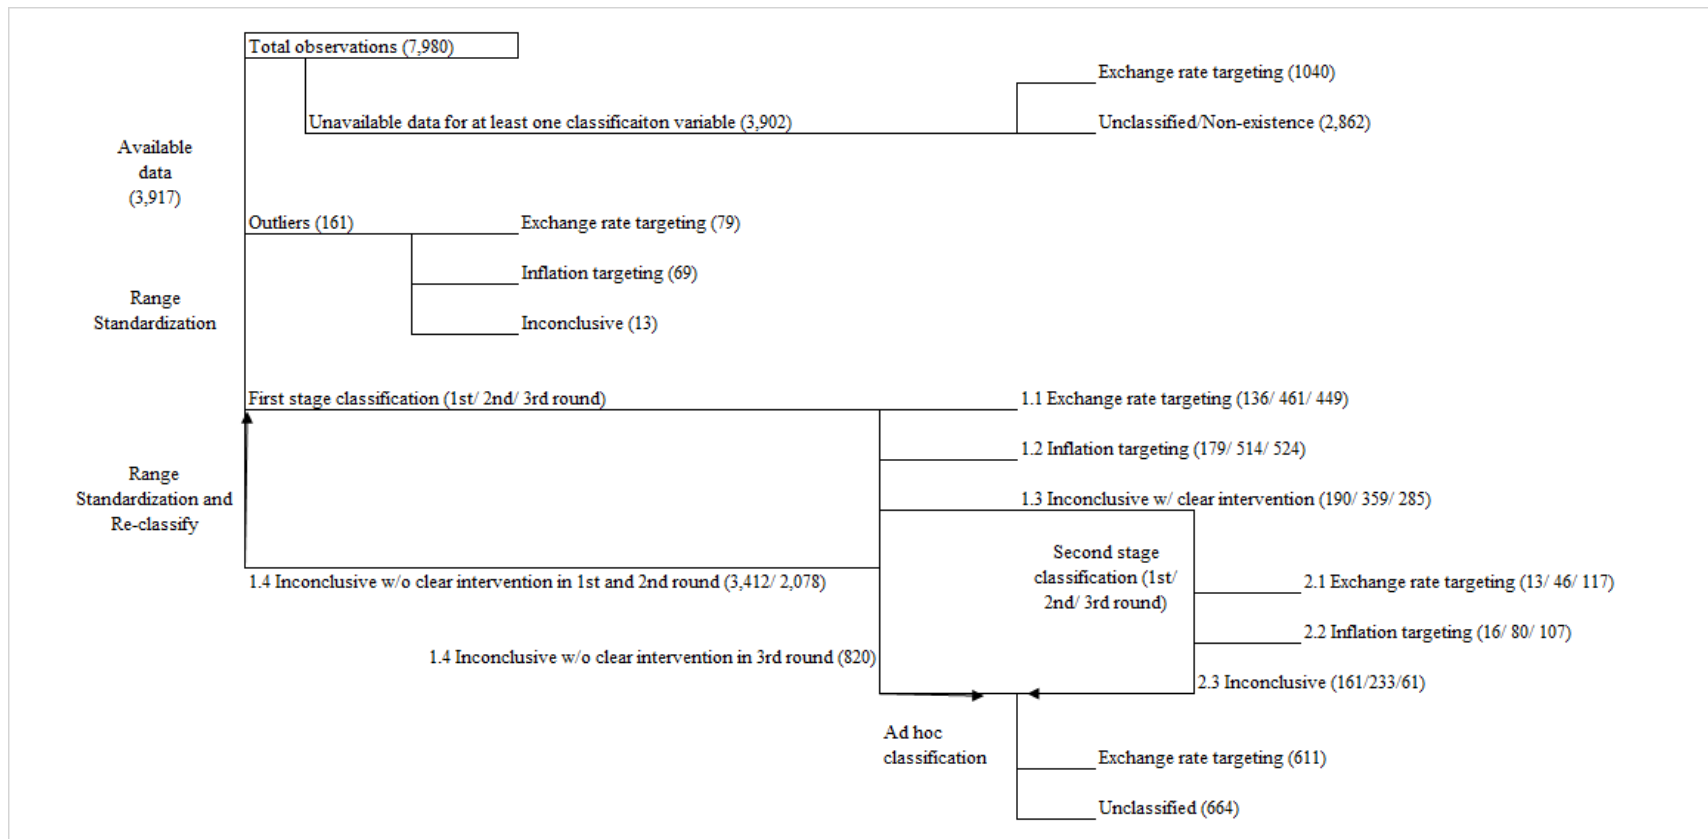 Total observations (7,980)
Exchange rate targeting (1040)
Unavailable data for at least one classificaiton variable (3,902)
Unclassified/Non-existence (2,862)
Available
data
(3,917)
Outliers (161)
Exchange rate targeting (79)
Inflation targeting (69)
Inconclusive (13)
Range
Standardization
First stage classification (1st/ 2nd/ 3rd round)
1.1 Exchange rate targeting (136/ 461/ 449)
1.2 Inflation targeting (179/ 514/ 524)
1.3 Inconclusive w/ clear intervention (190/ 359/ 285)
Range
Standardization and
Re-classify
Second stage
classification (1st/
2nd/ 3rd round)
1.4 Inconclusive w/o clear intervention in 1st and 2nd round (3,412/ 2,078)
2.1 Exchange rate targeting (13/ 46/ 117)
2.2 Inflation targeting (16/ 80/ 107)
1.4 Inconclusive w/o clear intervention in 3rd round (820)
2.3 Inconclusive (161/233/61)
Ad hoc
classification
Exchange rate targeting (611)
Unclassified (664)